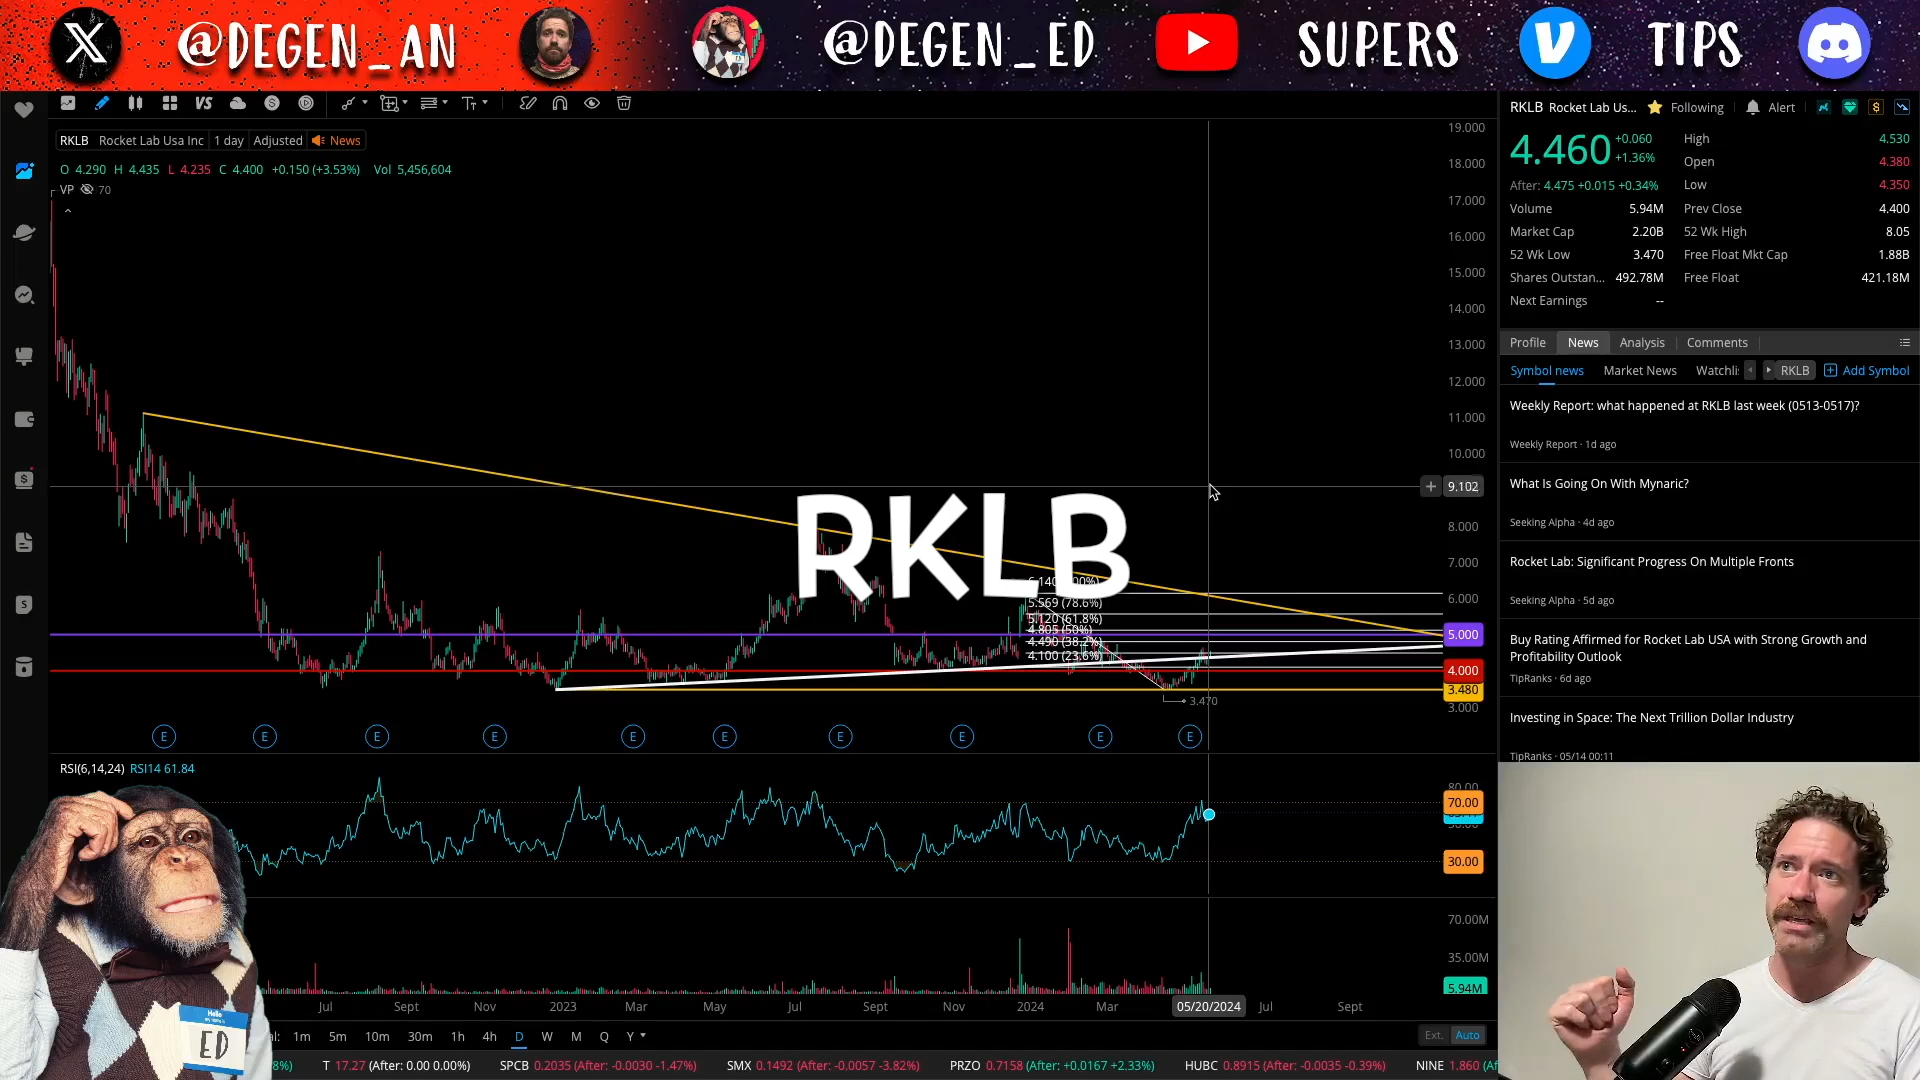 @DEGEN_AN @DEGEN_ED SUPERS TIPS
VS
RKLB Rocket Lab Usa Inc 1 day Adjusted News
O 4.290 H 4.435 L 4.235 C 4.400 +0.150 (+3.53%) Vol 5,456,604
VP 70
19.000
18.000
17.000
16.000
15.000
14.000
13.000
12.000
11.000
10.000
9.102
8.000
7.000
6.000
5.000
4.000
3.480
3.000
RKLB
5.569 (78.6%)
5.120 (61.8%)
4.805 (50%)
4.490 (38.2%)
4.100 (23.6%)
3.470
E E E E E E E E E E
RSI(6,14,24) RSI14 61.84
80.00
70.00
30.00
70.00M
35.00M
5.94M
Jul Sept Nov 2023 Mar May Jul Sept Nov 2024 Mar 05/20/2024 Jul Sept
1m 5m 10m 30m 1h 4h D W M Q Y
Ext. Auto
T 17.27 (After: 0.00 0.00%) SPCB 0.2035 (After: -0.0030 -1.47%) SMX 0.1492 (After: -0.0057 -3.82%) PRZO 0.7158 (After: +0.0167 +2.33%) HUBC 0.8915 (After: -0.0035 -0.39%) NINE 1.860
RKLB Rocket Lab Us... Following Alert
4.460 +0.060
+1.36%
After: 4.475 +0.015 +0.34%
High 4.530
Open 4.380
Low 4.350
Volume 5.94M Prev Close 4.400
Market Cap 2.20B 52 Wk High 8.05
52 Wk Low 3.470 Free Float Mkt Cap 1.88B
Shares Outstan... 492.78M Free Float 421.18M
Next Earnings --
Profile News Analysis Comments
Symbol news Market News Watchli RKLB Add Symbol
Weekly Report: what happened at RKLB last week (0513-0517)?
Weekly Report · 1d ago
What Is Going On With Mynaric?
Seeking Alpha · 4d ago
Rocket Lab: Significant Progress On Multiple Fronts
Seeking Alpha · 5d ago
Buy Rating Affirmed for Rocket Lab USA with Strong Growth and
Profitability Outlook
TipRanks · 6d ago
Investing in Space: The Next Trillion Dollar Industry
TipRanks · 05/14 00:11
Hello
ED